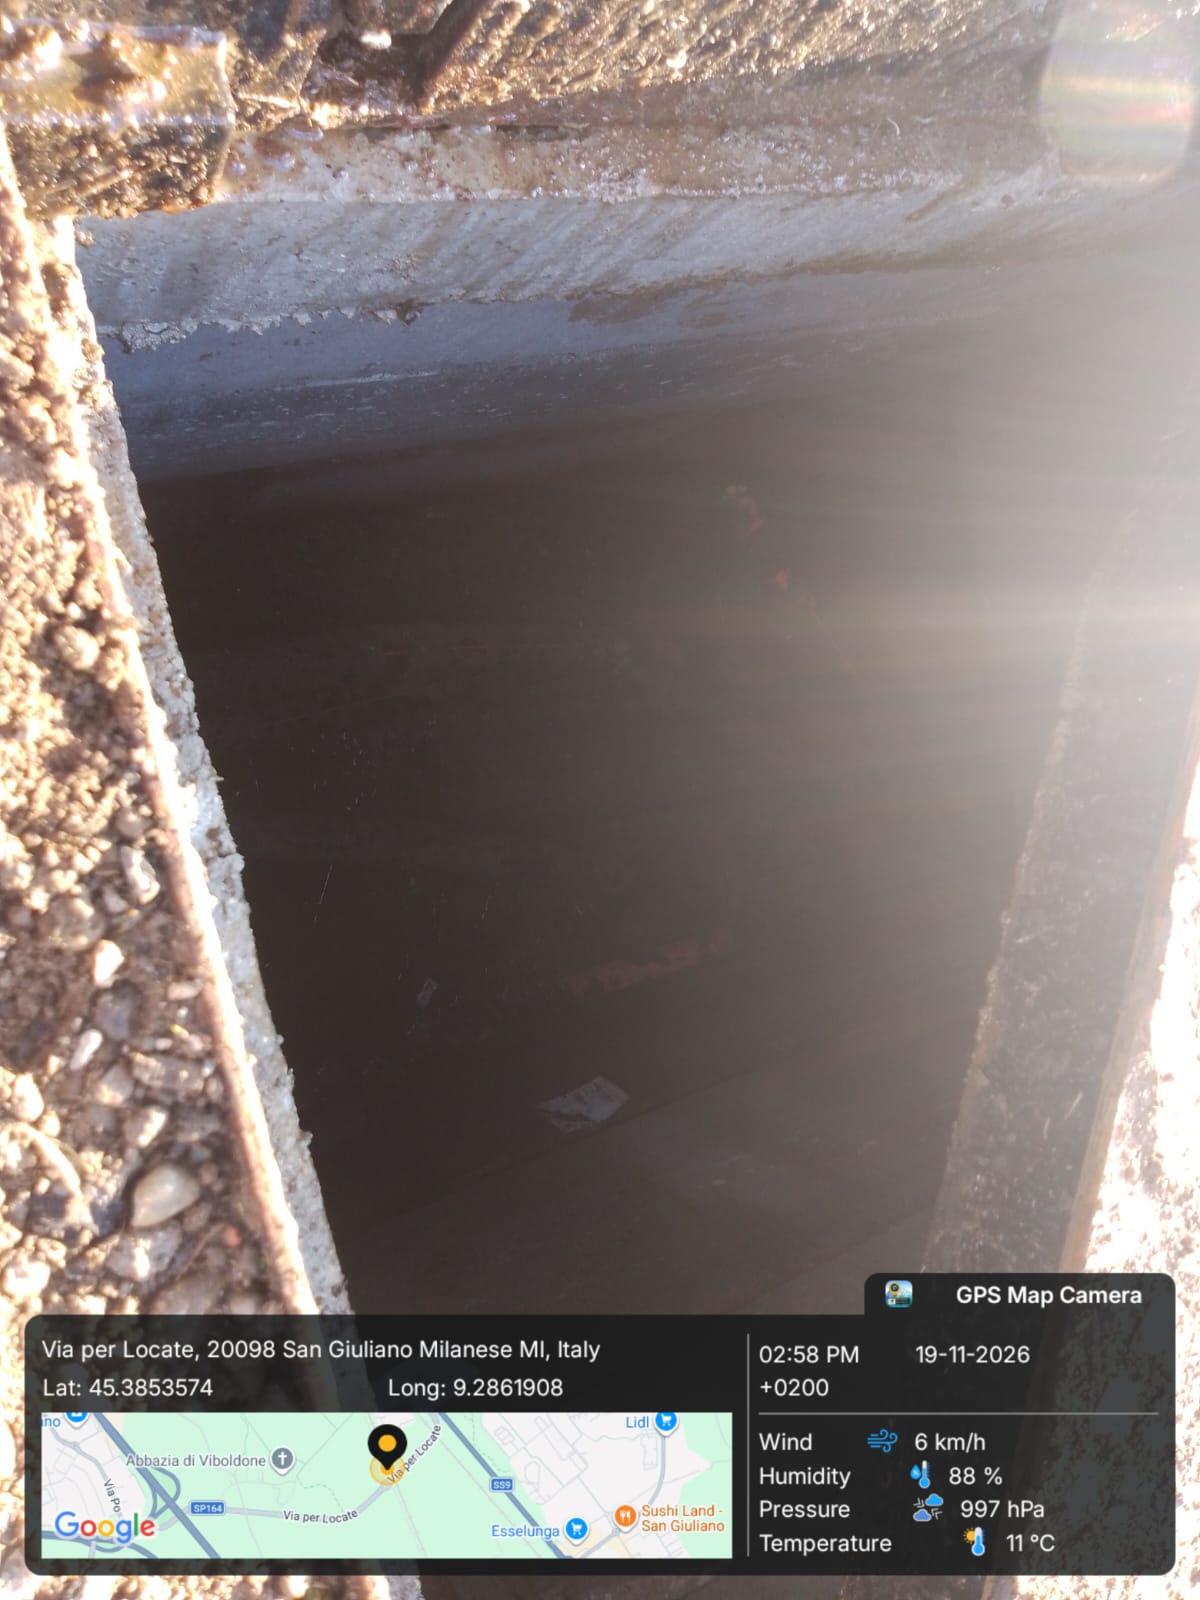 GPS Map Camera
Via per Locate, 20098 San Giuliano Milanese MI, Italy
Lat: 45.3853574 Long: 9.2861908
02:58 PM 19-11-2026
+0200
Wind 6 km/h
Humidity 88 %
Pressure 997 hPa
Temperature 11 °C
no
Lidl
Abbazia di Viboldone
Via per Locate
Via Po
SS9
SP164
Via per Locate
Sushi Land -
San Giuliano
Esselunga
Google